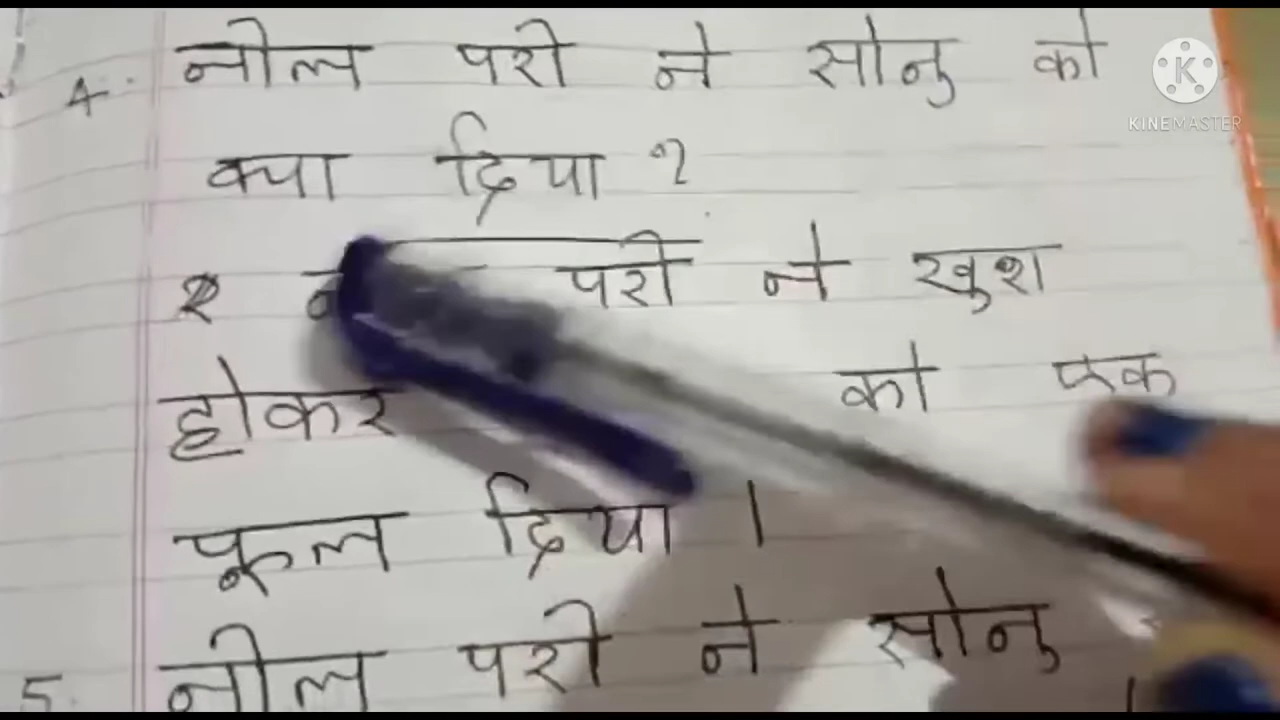 4. नील परी ने सोनु को
क्या दिया ?
परी ने खुश
होकर को एक
फूल दिया ।
5. नील परी ने सोनु
KINEMASTER